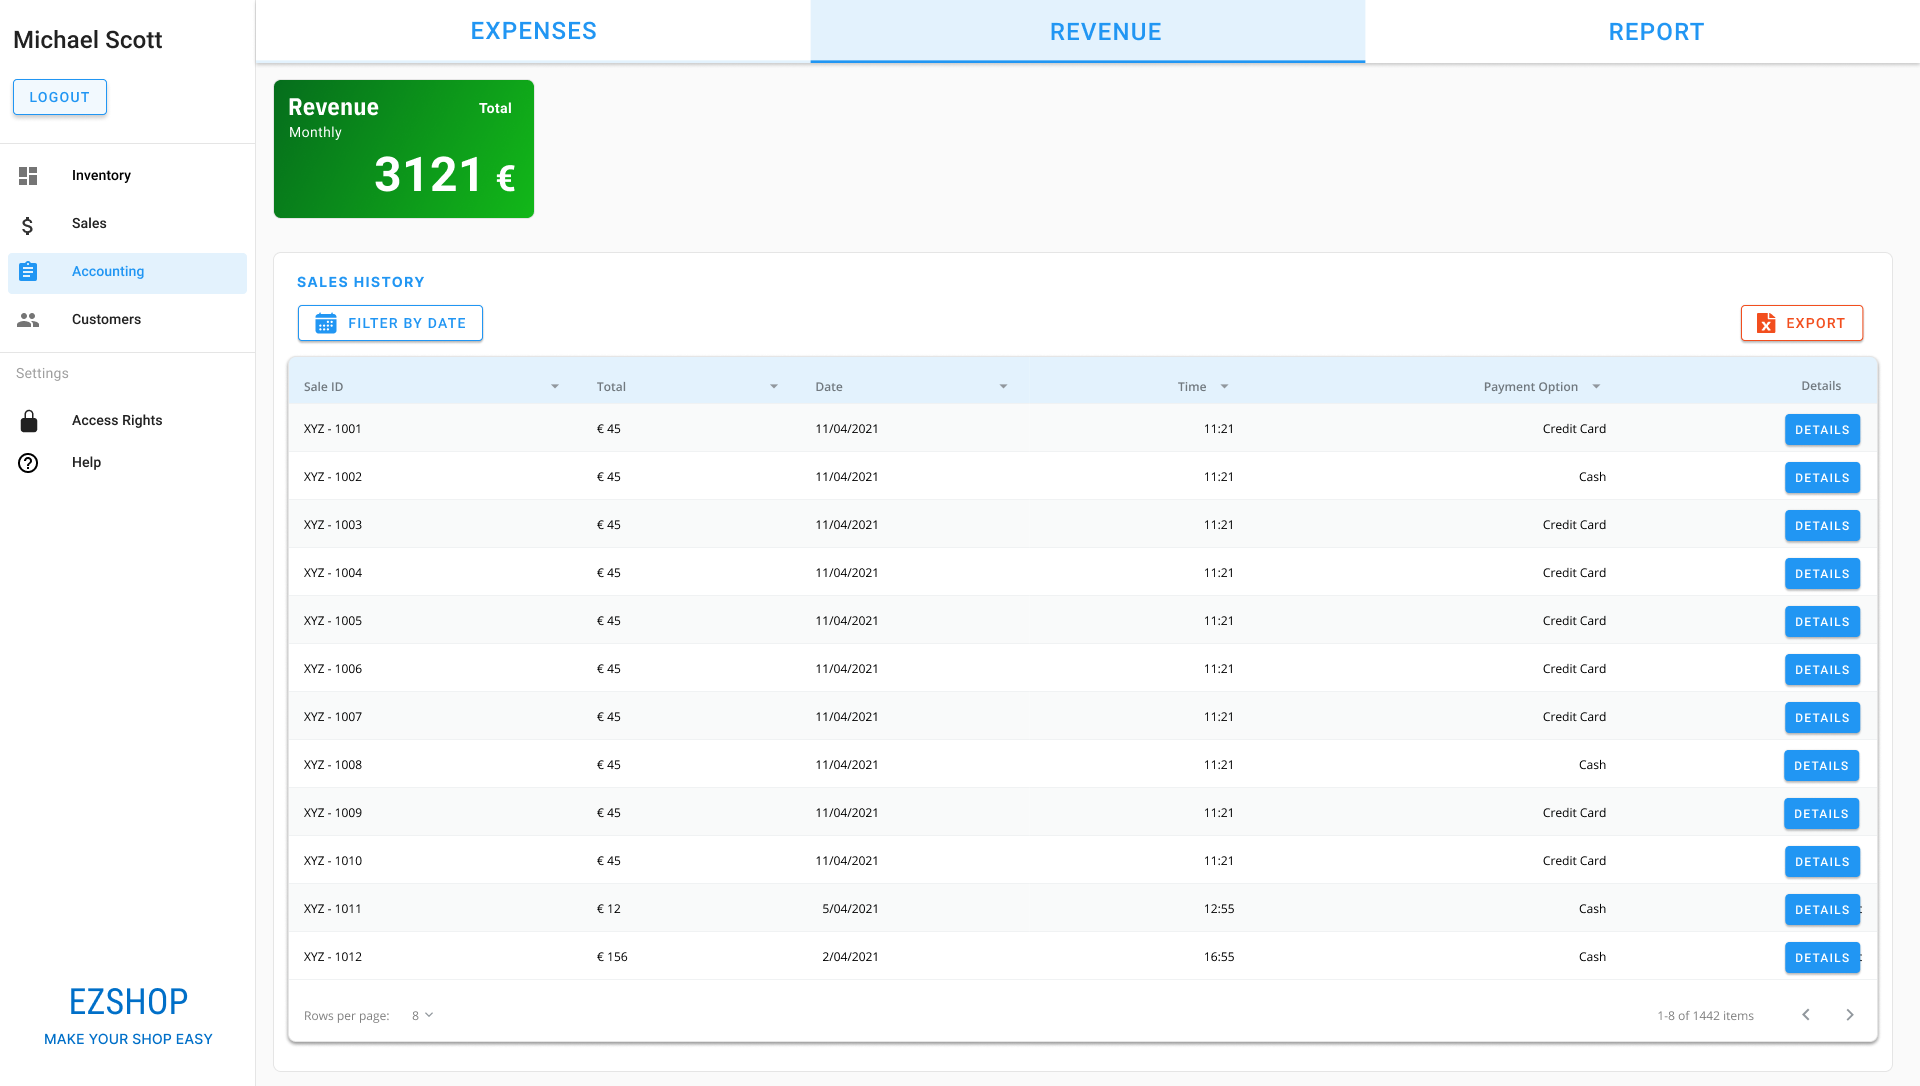 Michael Scott
LOGOUT
Inventory
Sales
Accounting
Customers
Settings
Access Rights
Help
EZSHOP
MAKE YOUR SHOP EASY
EXPENSES REVENUE REPORT
Revenue Total
Monthly
3121 €
SALES HISTORY
FILTER BY DATE EXPORT
Sale ID Total Date Time Payment Option Details
XYZ - 1001 € 45 11/04/2021 11:21 Credit Card DETAILS
XYZ - 1002 € 45 11/04/2021 11:21 Cash DETAILS
XYZ - 1003 € 45 11/04/2021 11:21 Credit Card DETAILS
XYZ - 1004 € 45 11/04/2021 11:21 Credit Card DETAILS
XYZ - 1005 € 45 11/04/2021 11:21 Credit Card DETAILS
XYZ - 1006 € 45 11/04/2021 11:21 Credit Card DETAILS
XYZ - 1007 € 45 11/04/2021 11:21 Credit Card DETAILS
XYZ - 1008 € 45 11/04/2021 11:21 Cash DETAILS
XYZ - 1009 € 45 11/04/2021 11:21 Credit Card DETAILS
XYZ - 1010 € 45 11/04/2021 11:21 Credit Card DETAILS
XYZ - 1011 € 12 5/04/2021 12:55 Cash DETAILS
XYZ - 1012 € 156 2/04/2021 16:55 Cash DETAILS
Rows per page: 8 1-8 of 1442 items